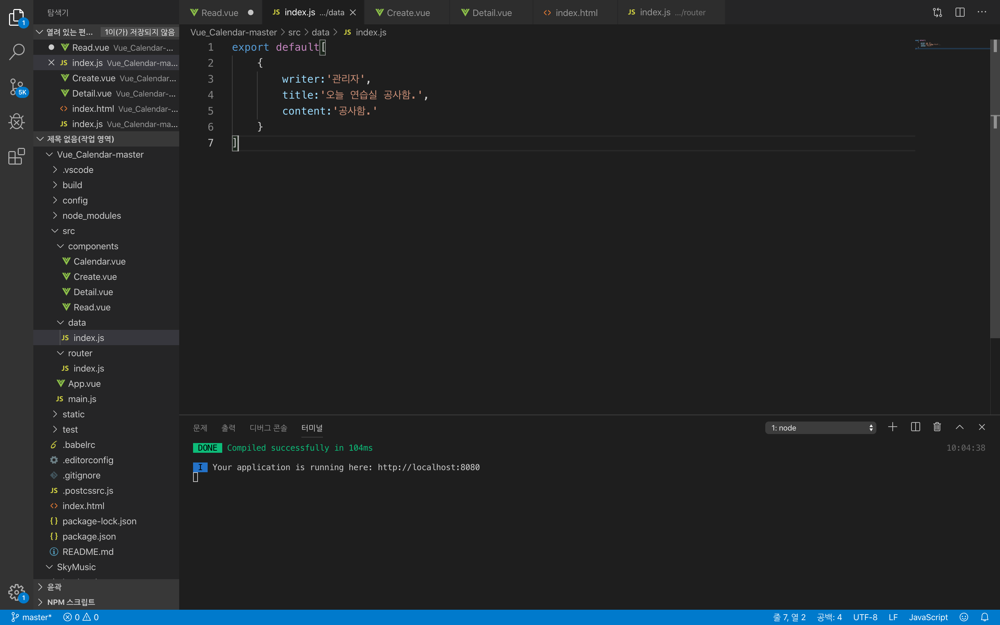 탐색기
1
열려 있는 편... 1이(가) 저장되지 않음
Read.vue Vue_Calendar-...
index.js Vue_Calendar-ma...
Create.vue Vue_Calendar...
Detail.vue Vue_Calendar-...
index.html Vue_Calendar-...
JS index.js Vue_Calendar-ma...
5K
제목 없음(작업 영역)
Vue_Calendar-master
.vscode
build
config
node_modules
src
components
Calendar.vue
Create.vue
Detail.vue
Read.vue
data
JS index.js
router
JS index.js
App.vue
JS main.js
static
test
.babelrc
.editorconfig
.gitignore
JS .postcssrc.js
index.html
package-lock.json
package.json
README.md
SkyMusic
윤곽
NPM 스크립트
1
Read.vue JS index.js .../data Create.vue Detail.vue index.html JS index.js .../router
Vue_Calendar-master > src > data > JS index.js
1 export default[
2 {
3 writer:'관리자',
4 title:'오늘 연습실 공사함.',
5 content:'공사함.'
6 }
7 ]
문제 출력 디버그 콘솔 터미널 1: node
DONE Compiled successfully in 104ms 10:04:38
I Your application is running here: http://localhost:8080
master* 0 0 줄 7, 열 2 공백: 4 UTF-8 LF JavaScript